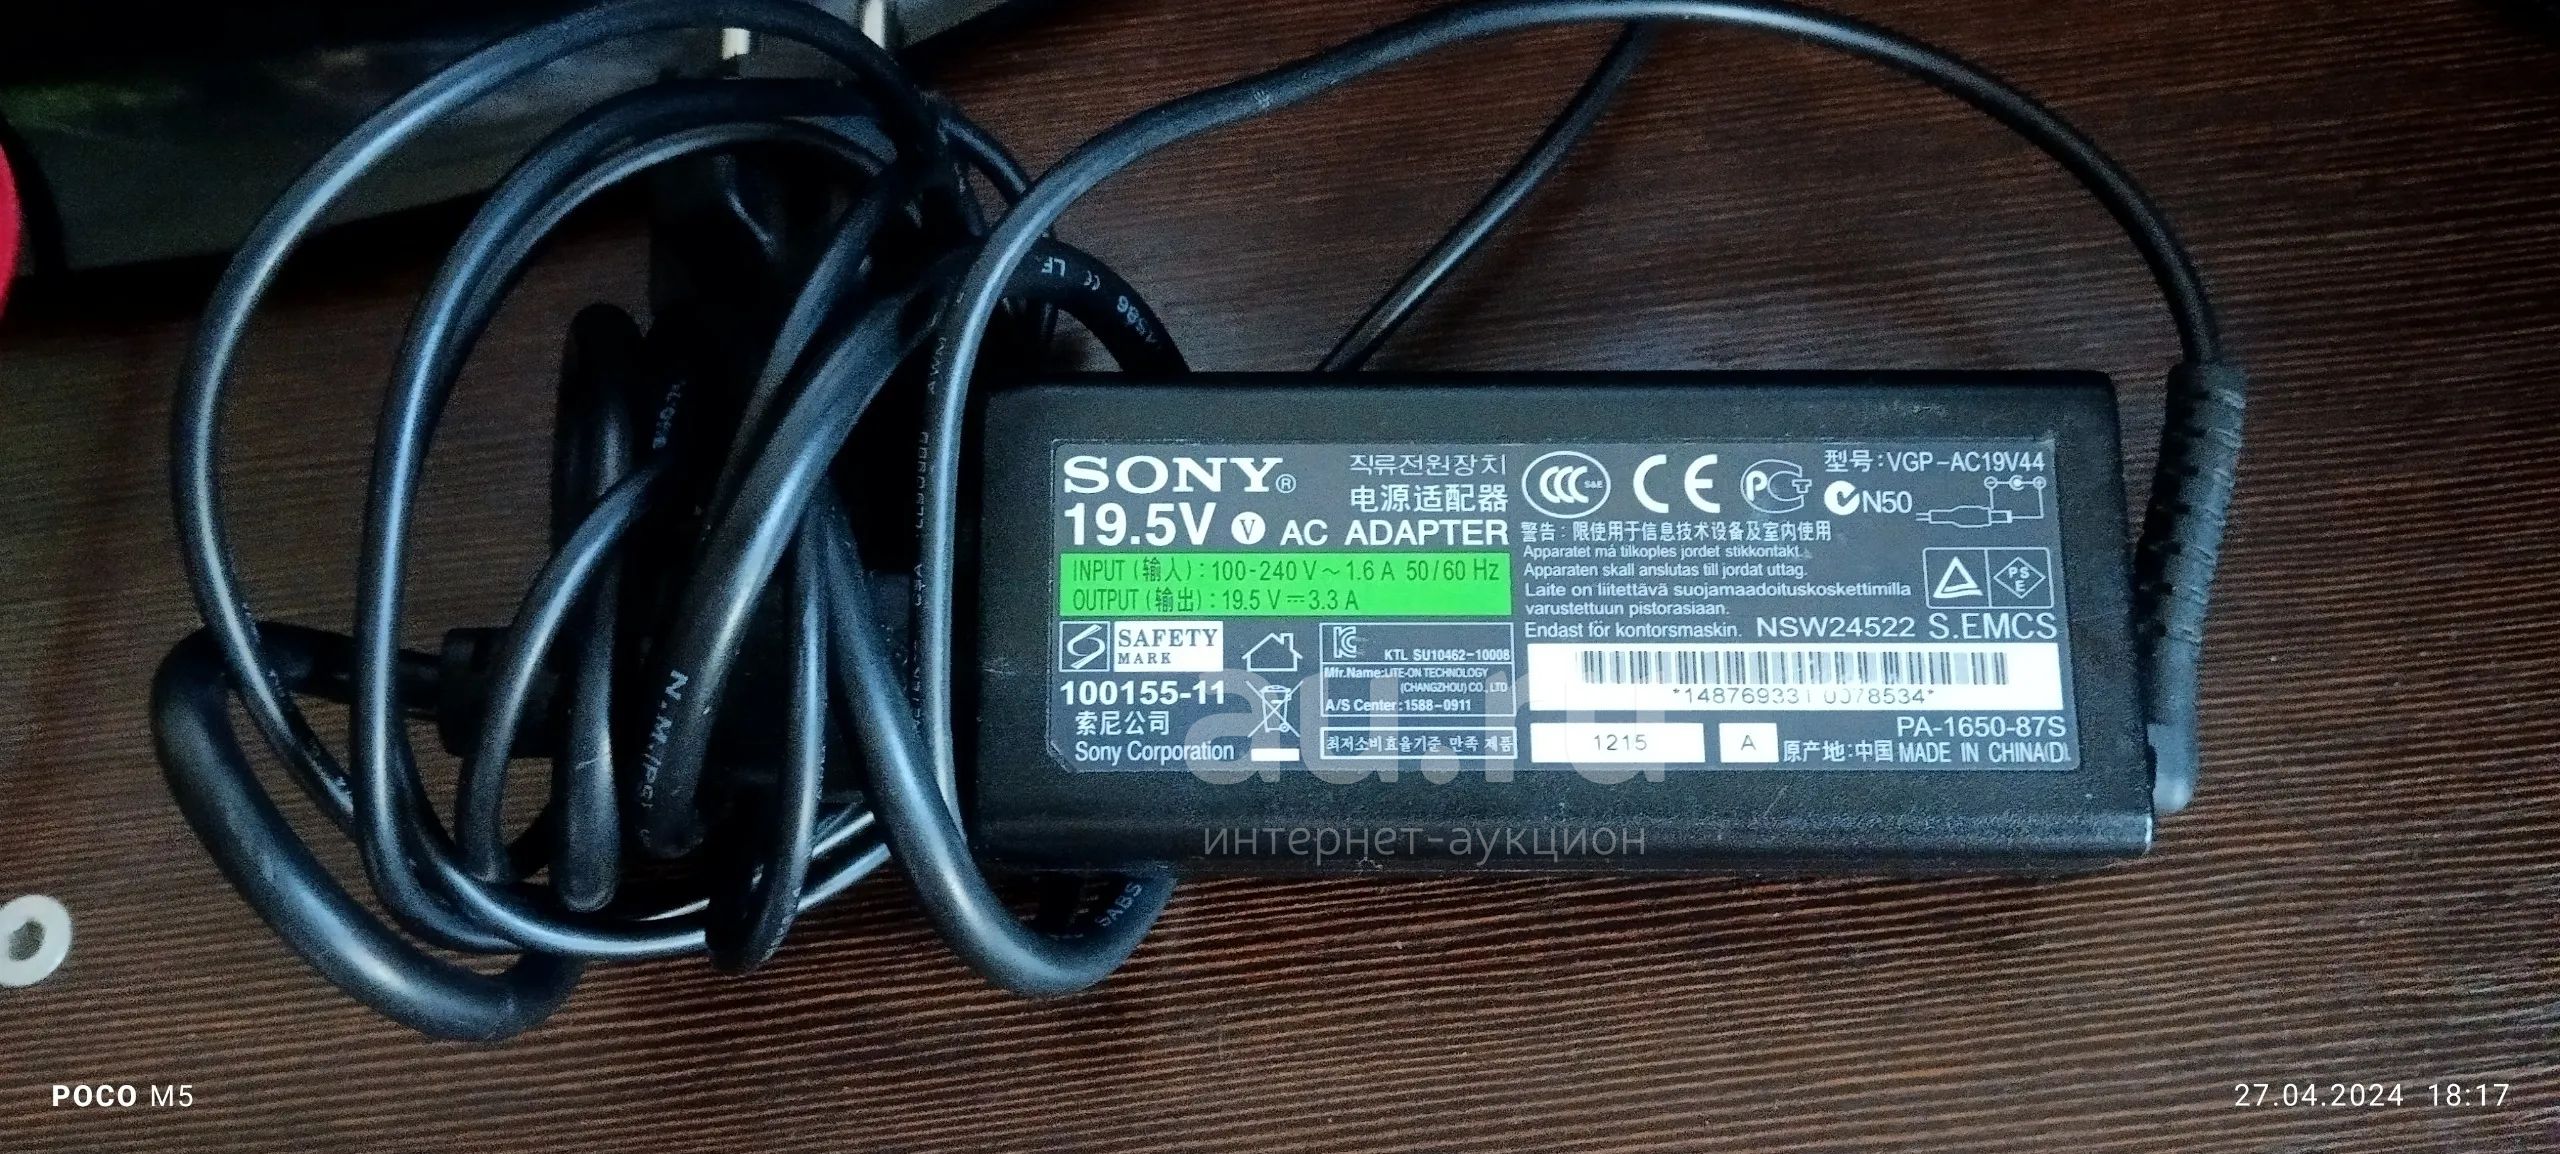 SONY®
19.5V Ⓥ AC ADAPTER
직류전원장치
电源适配器
INPUT (输入) : 100-240 V ~ 1.6 A 50/60 Hz
OUTPUT (输出) : 19.5 V ⎓ 3.3 A
SAFETY
MARK
100155-11
索尼公司
Sony Corporation
KTL SU10462-10008
Mfr.Name:LITE-ON TECHNOLOGY
(CHANGZHOU) CO., LTD
A/S Center:1588-0911
최저소비효율기준 만족 제품
CCC S&E CE
型号:VGP-AC19V44
N50
警告: 限使用于信息技术设备及室内使用
Apparatet må tilkoples jordet stikkontakt.
Apparaten skall anslutas till jordat uttag.
Laite on liitettävä suojamaadoituskoskettimilla
varustettuun pistorasiaan.
Endast för kontorsmaskin. NSW24522 S.EMCS
PS
E
*148769331 0078534*
PA-1650-87S
1215 A 原产地:中国 MADE IN CHINA(D)
au.ru
интернет-аукцион
POCO M5
27.04.2024 18:17